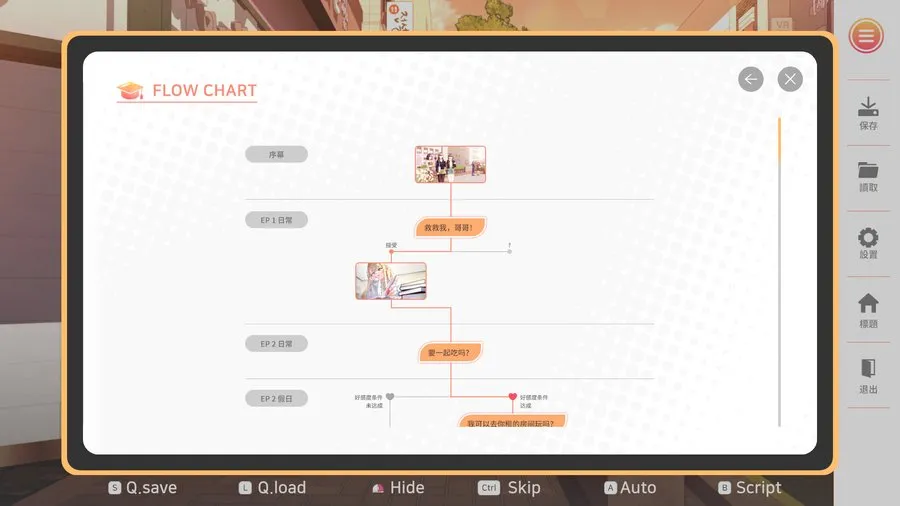 VR
FLOW CHART
序幕
EP 1 日常
救救我，哥哥！
接受
?
EP 2 日常
要一起吃吗?
EP 2 假日
好感度条件
未达成
好感度条件
达成
我可以去你租的房间玩吗?
保存
讀取
設置
標題
退出
S Q.save
L Q.load
Hide
Ctrl Skip
A Auto
B Script